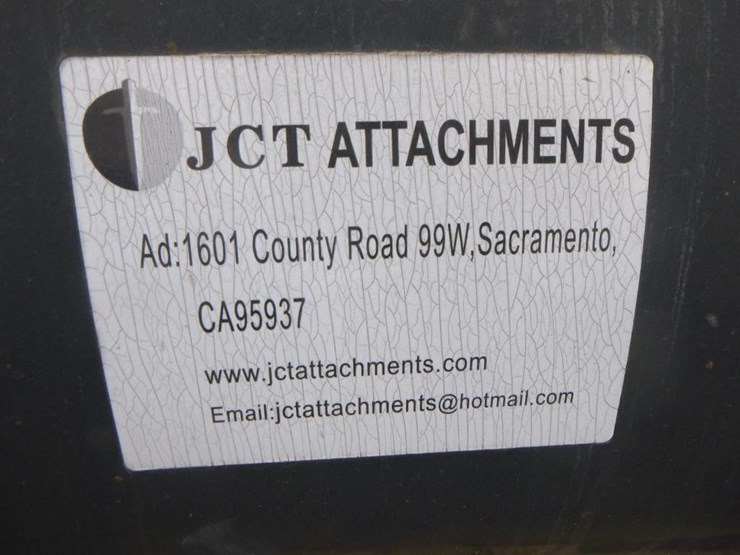 JCT ATTACHMENTS
Ad:1601 County Road 99W,Sacramento,
CA95937
www.jctattachments.com
Email:jctattachments@hotmail.com